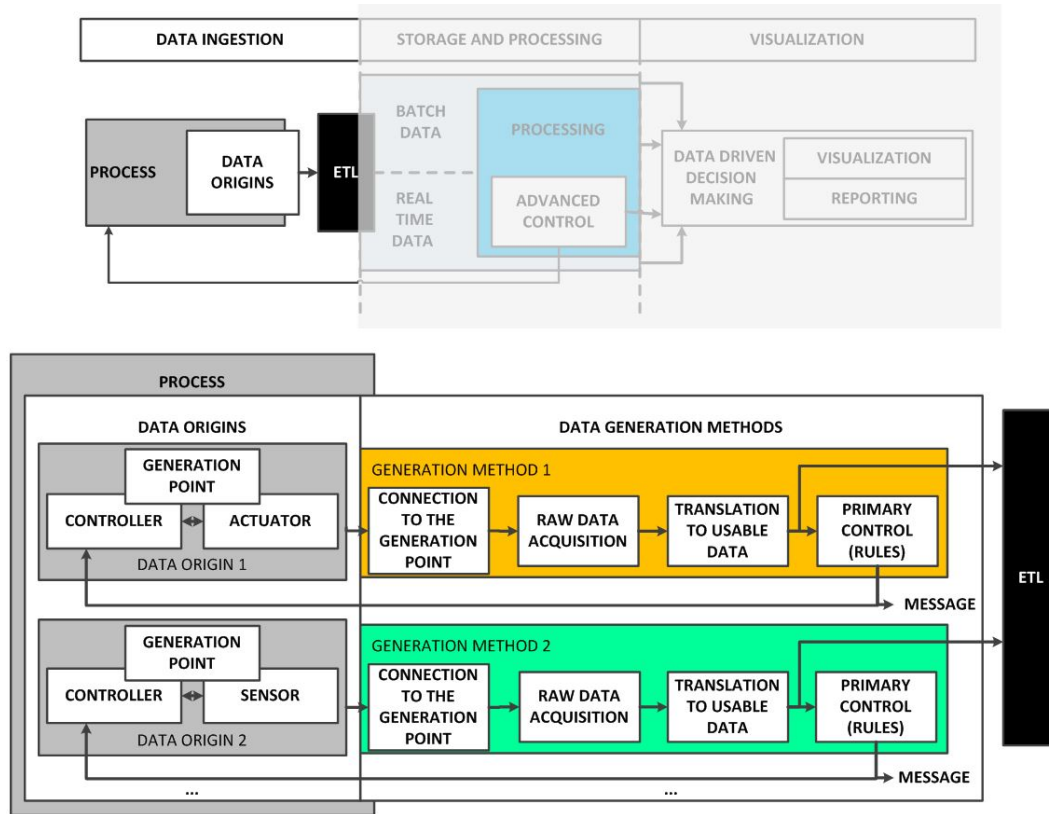 DATA INGESTION
STORAGE AND PROCESSING
VISUALIZATION
PROCESS
DATA
ORIGINS
ETL
BATCH
DATA
REAL
TIME
DATA
PROCESSING
ADVANCED
CONTROL
DATA DRIVEN
DECISION
MAKING
VISUALIZATION
REPORTING
PROCESS
DATA ORIGINS
DATA GENERATION METHODS
GENERATION
POINT
CONTROLLER
ACTUATOR
DATA ORIGIN 1
GENERATION METHOD 1
CONNECTION
TO THE
GENERATION
POINT
RAW DATA
ACQUISITION
TRANSLATION
TO USABLE
DATA
PRIMARY
CONTROL
(RULES)
MESSAGE
ETL
GENERATION
POINT
CONTROLLER
SENSOR
DATA ORIGIN 2
GENERATION METHOD 2
CONNECTION
TO THE
GENERATION
POINT
RAW DATA
ACQUISITION
TRANSLATION
TO USABLE
DATA
PRIMARY
CONTROL
(RULES)
MESSAGE
...
...